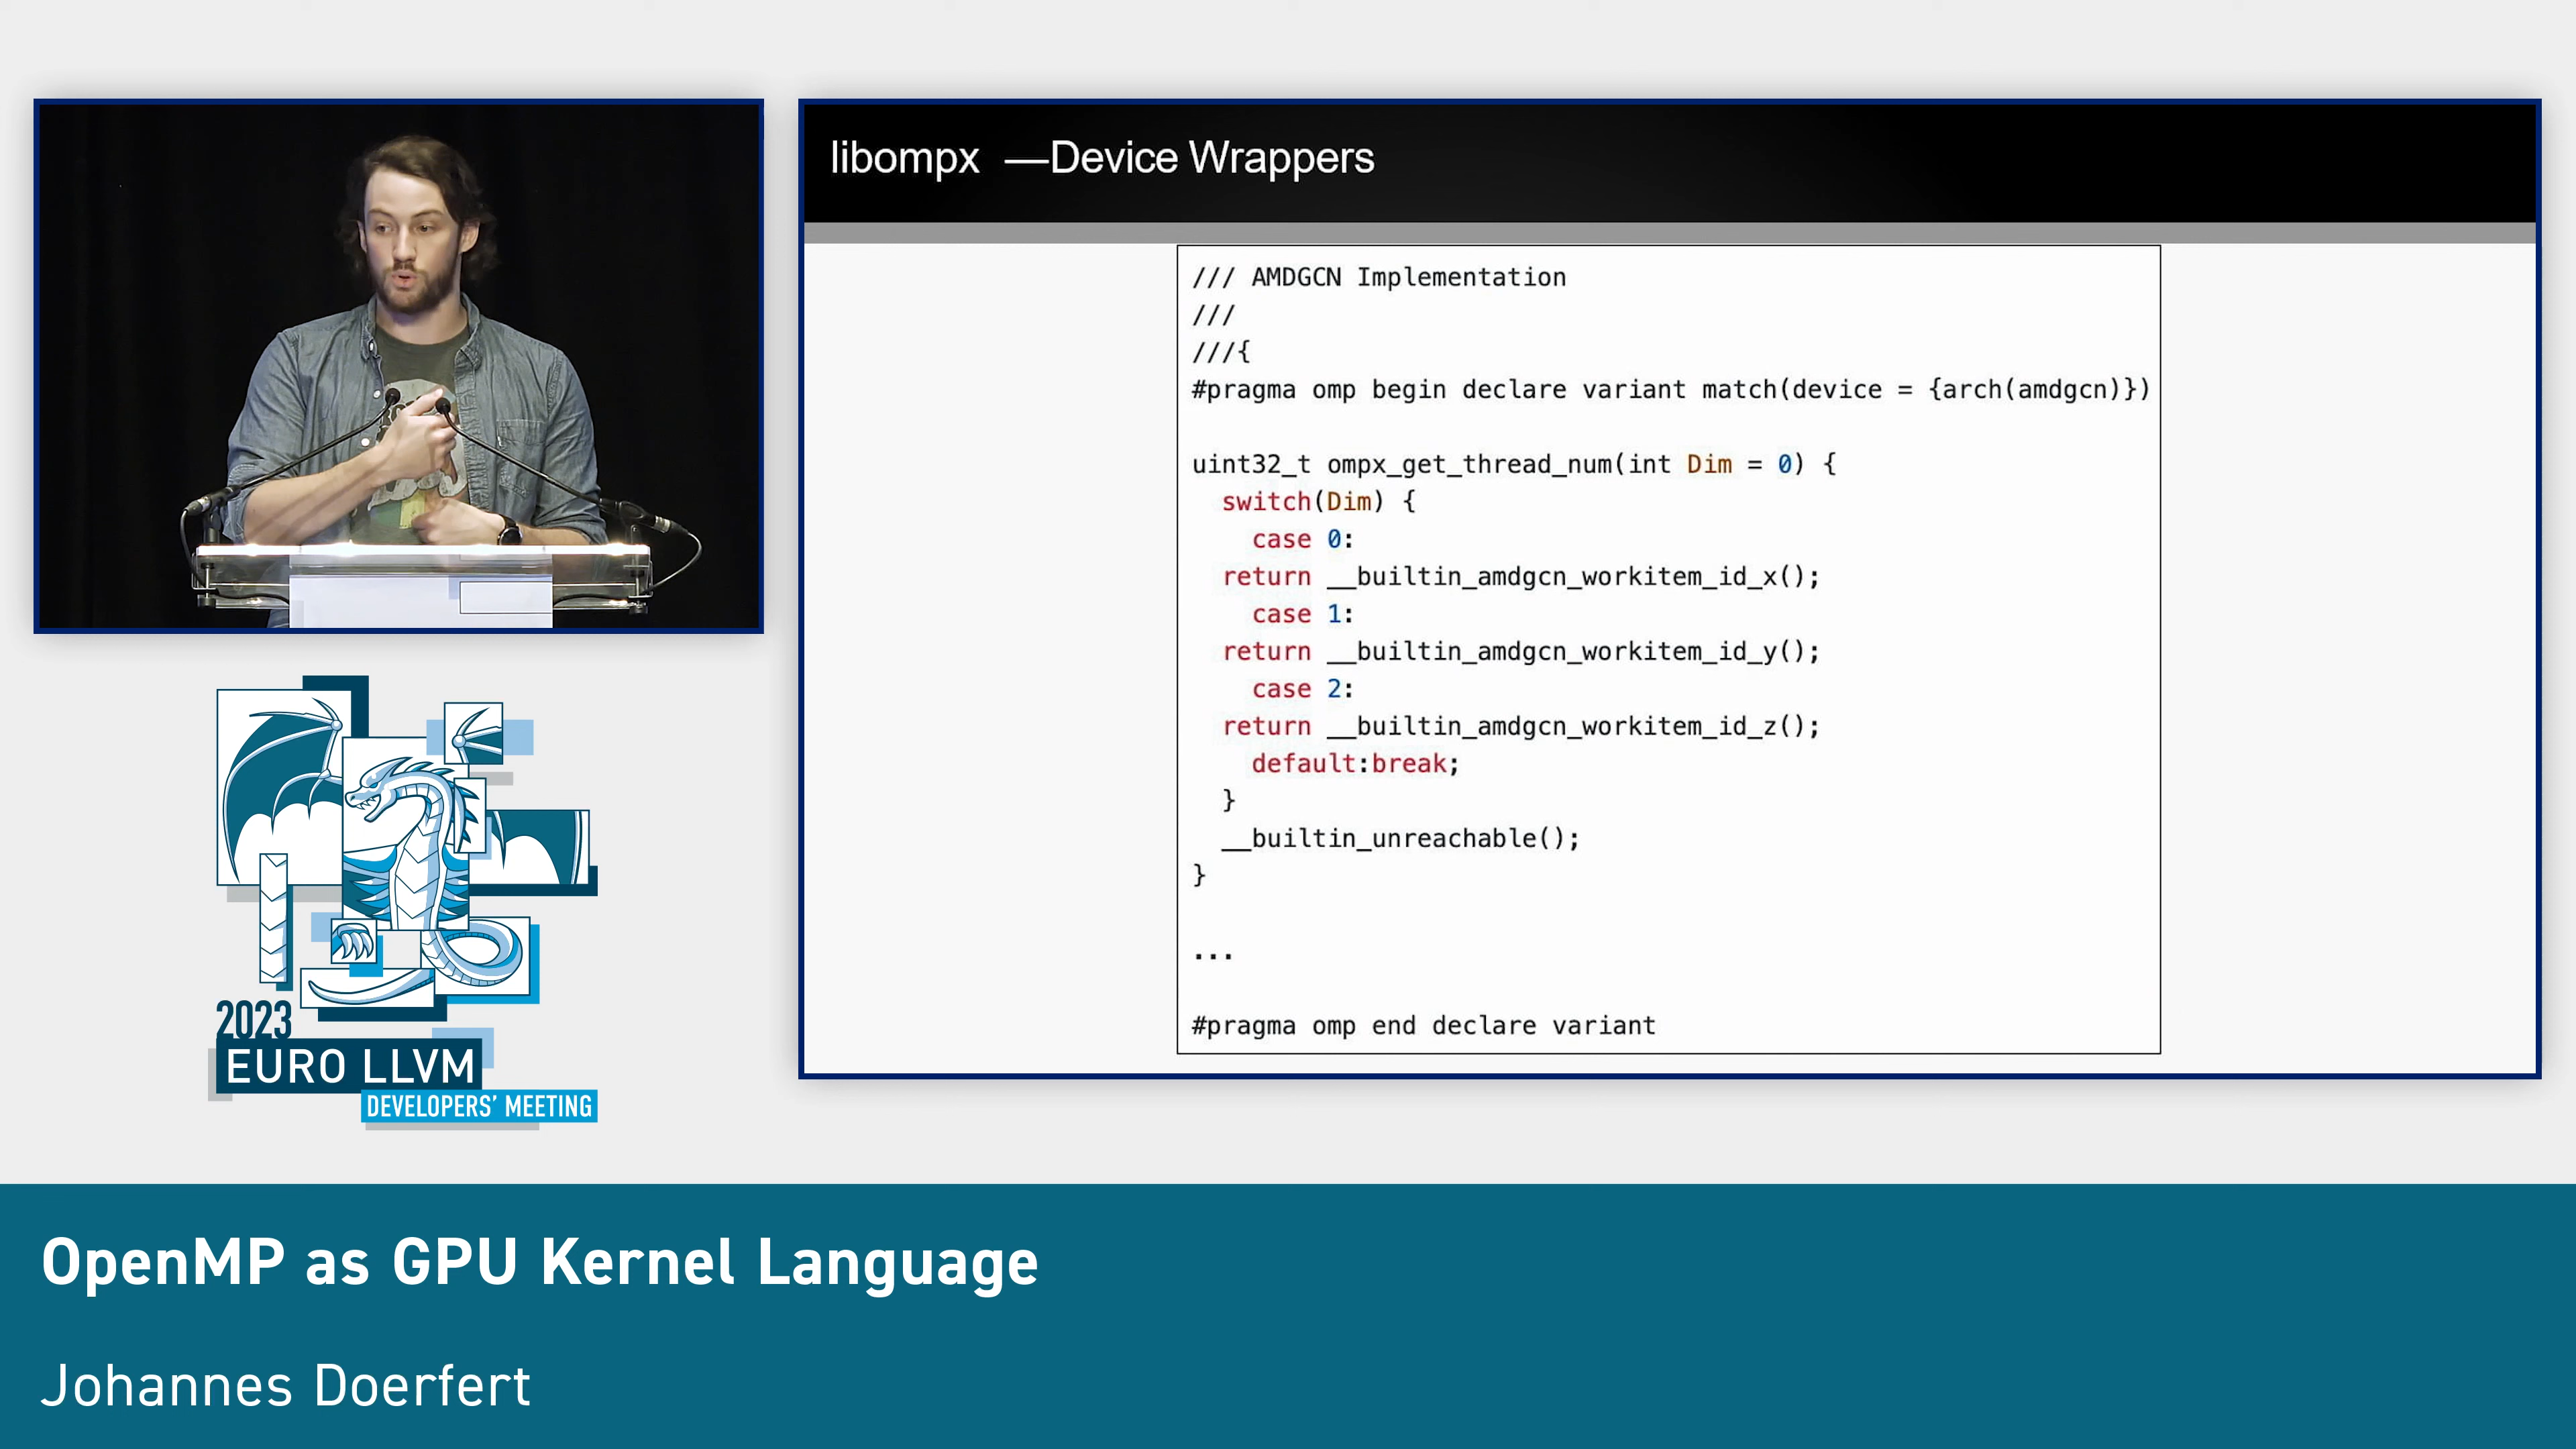 libompx —Device Wrappers
/// AMDGCN Implementation
///
///{
#pragma omp begin declare variant match(device = {arch(amdgcn)})
uint32_t ompx_get_thread_num(int Dim = 0) {
switch(Dim) {
case 0:
return __builtin_amdgcn_workitem_id_x();
case 1:
return __builtin_amdgcn_workitem_id_y();
case 2:
return __builtin_amdgcn_workitem_id_z();
default:break;
}
__builtin_unreachable();
}
...
#pragma omp end declare variant
2023
EURO LLVM
DEVELOPERS' MEETING
OpenMP as GPU Kernel Language
Johannes Doerfert